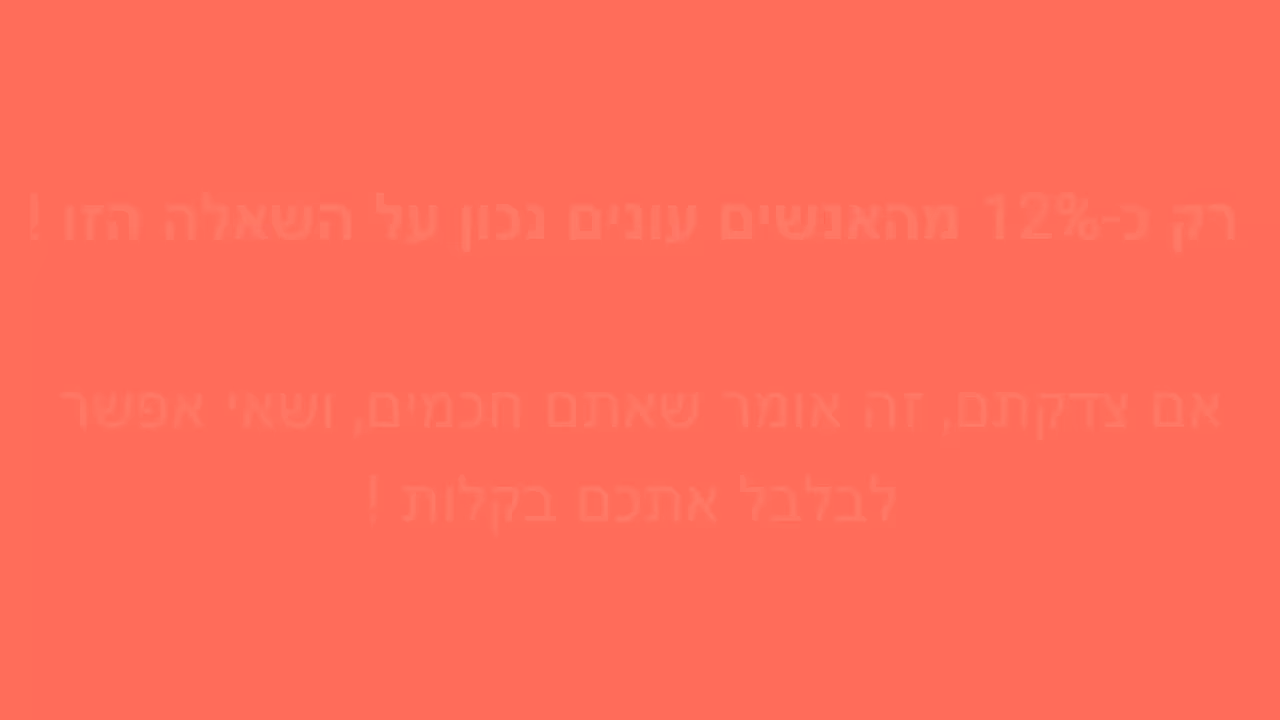 רק כ-12% מהאנשים עונים נכון על השאלה הזו !
אם צדקתם, זה אומר שאתם חכמים, ושאי אפשר
לבלבל אתכם בקלות !